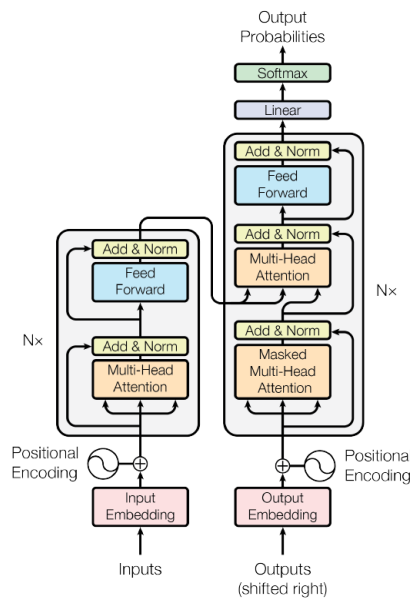 Output
Probabilities
Softmax
Linear
Add & Norm
Feed
Forward
Add & Norm
Multi-Head
Attention
Nx
Add & Norm
Masked
Multi-Head
Attention
Add & Norm
Feed
Forward
Nx
Add & Norm
Multi-Head
Attention
Positional
Encoding
Positiona
Encoding
Input
Embedding
Output
Embedding
Inputs
Outputs
(shifted right)